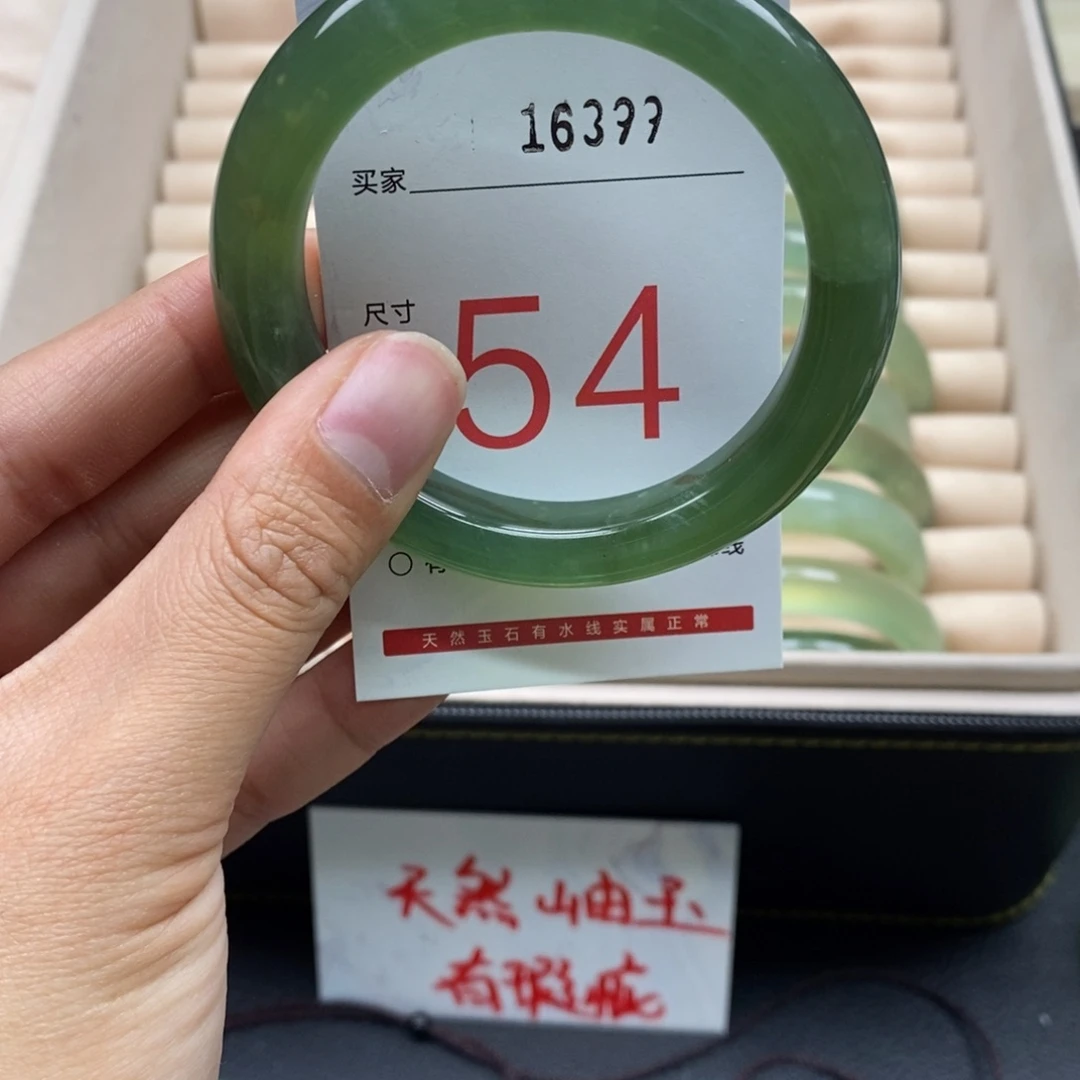 16399
买家
尺寸
54
天然玉石有水线实属正常
天然岫玉
有瑕疵